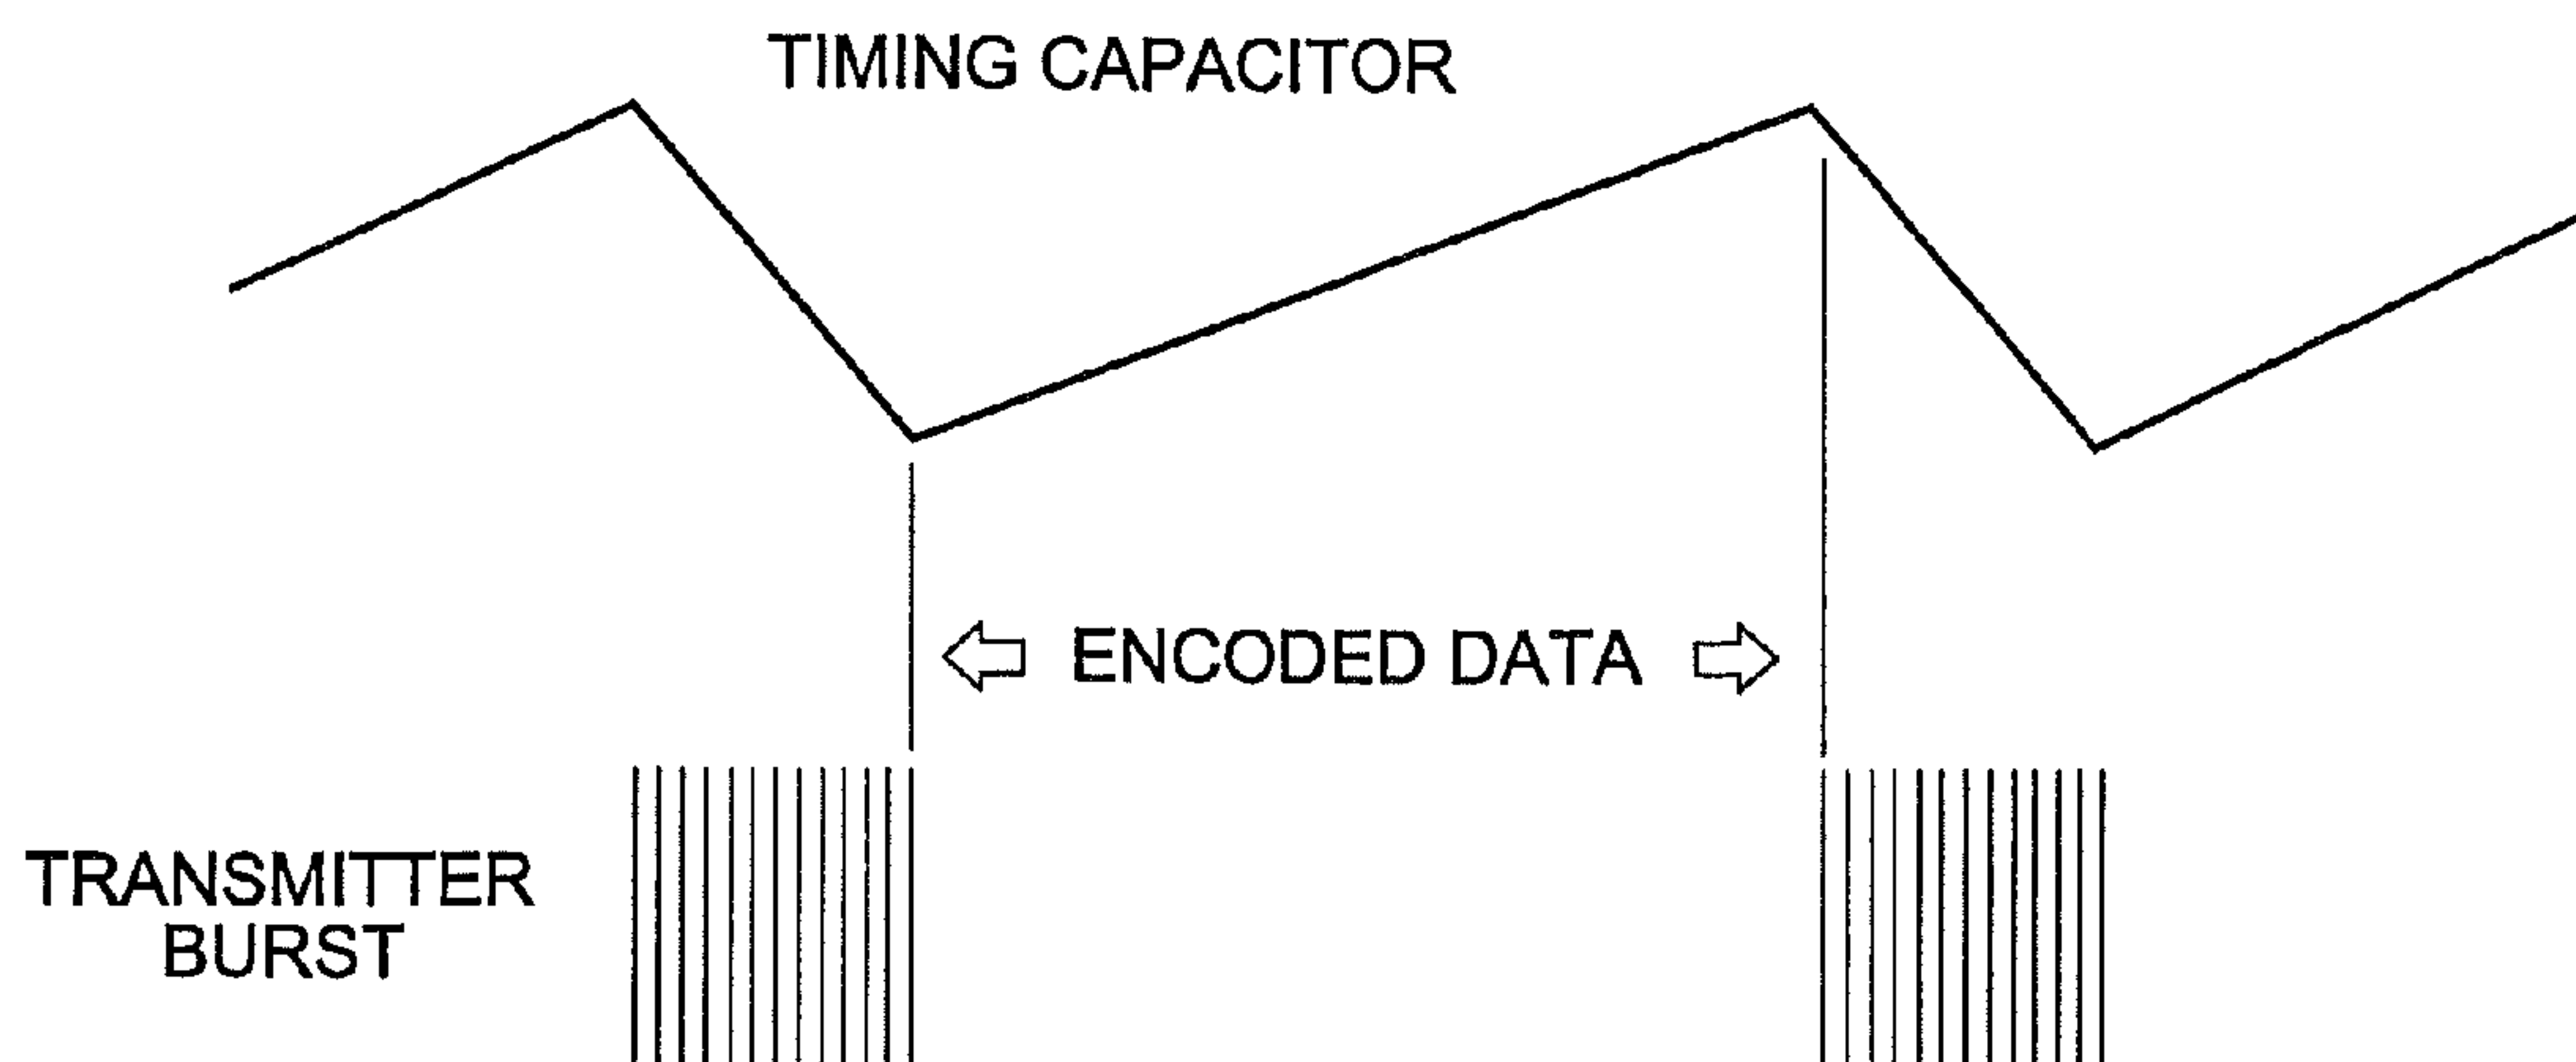 TIMING CAPACITOR
ENCODED DATA
TRANSMITTER
BURST